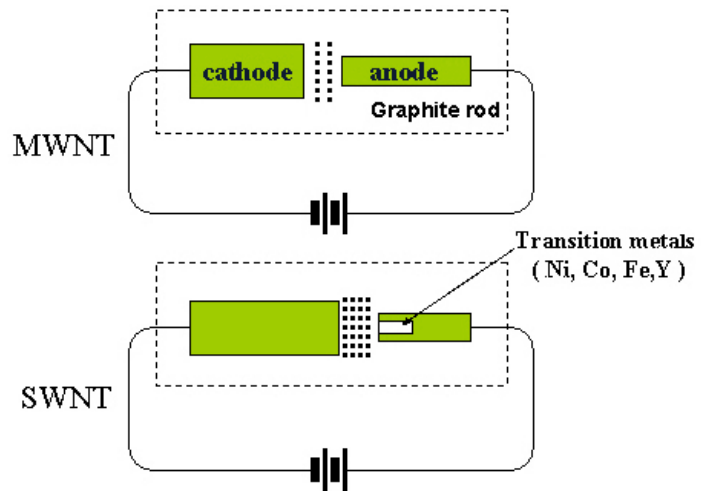 cathode
anode
Graphite rod
MWNT
Transition metals
( Ni, Co, Fe,Y )
SWNT